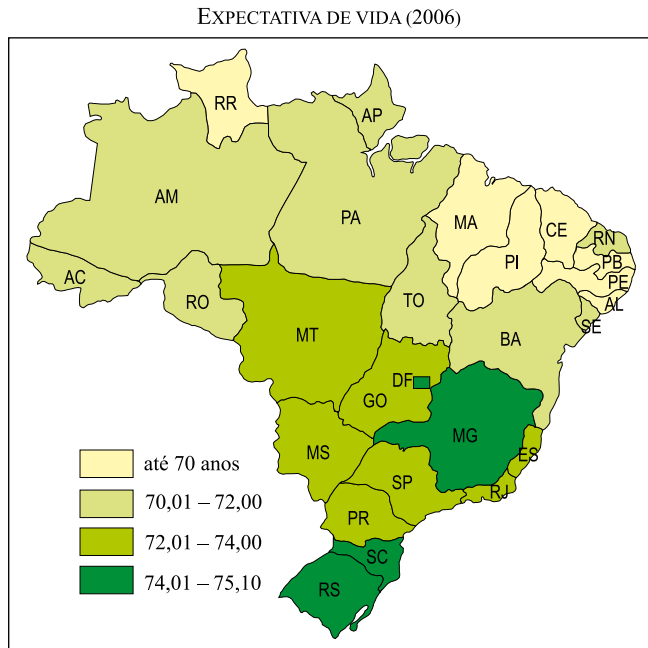 EXPECTATIVA DE VIDA (2006)
RR
AP
AM
PA
MA
CE
RN
PB
PI
PE
AL
AC
RO
TO
SE
BA
MT
DF
GO
MG
MS
ES
SP
RJ
PR
SC
RS
até 70 anos
70,01 – 72,00
72,01 – 74,00
74,01 – 75,10